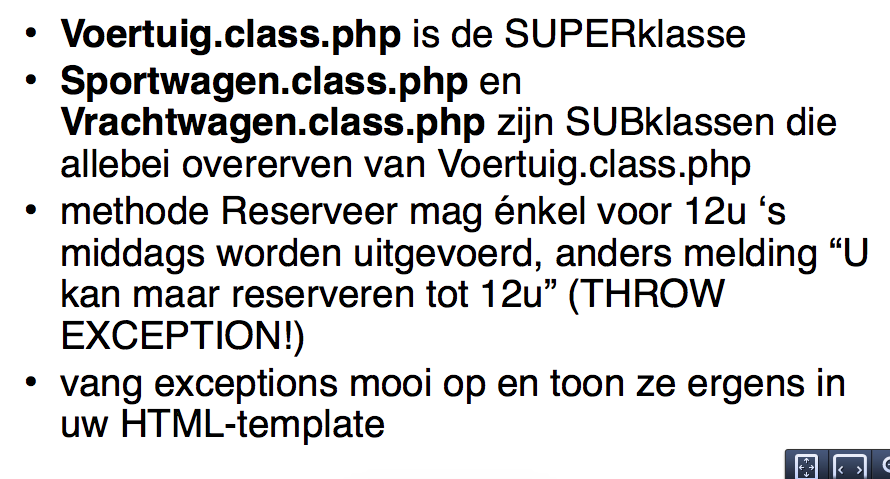 • Voertuig.class.php is de SUPERklasse
• Sportwagen.class.php en
Vrachtwagen.class.php zijn SUBklassen die
allebei overerven van Voertuig.class.php
• methode Reserveer mag énkel voor 12u ‘s
middags worden uitgevoerd, anders melding “U
kan maar reserveren tot 12u” (THROW
EXCEPTION!)
• vang exceptions mooi op en toon ze ergens in
uw HTML-template